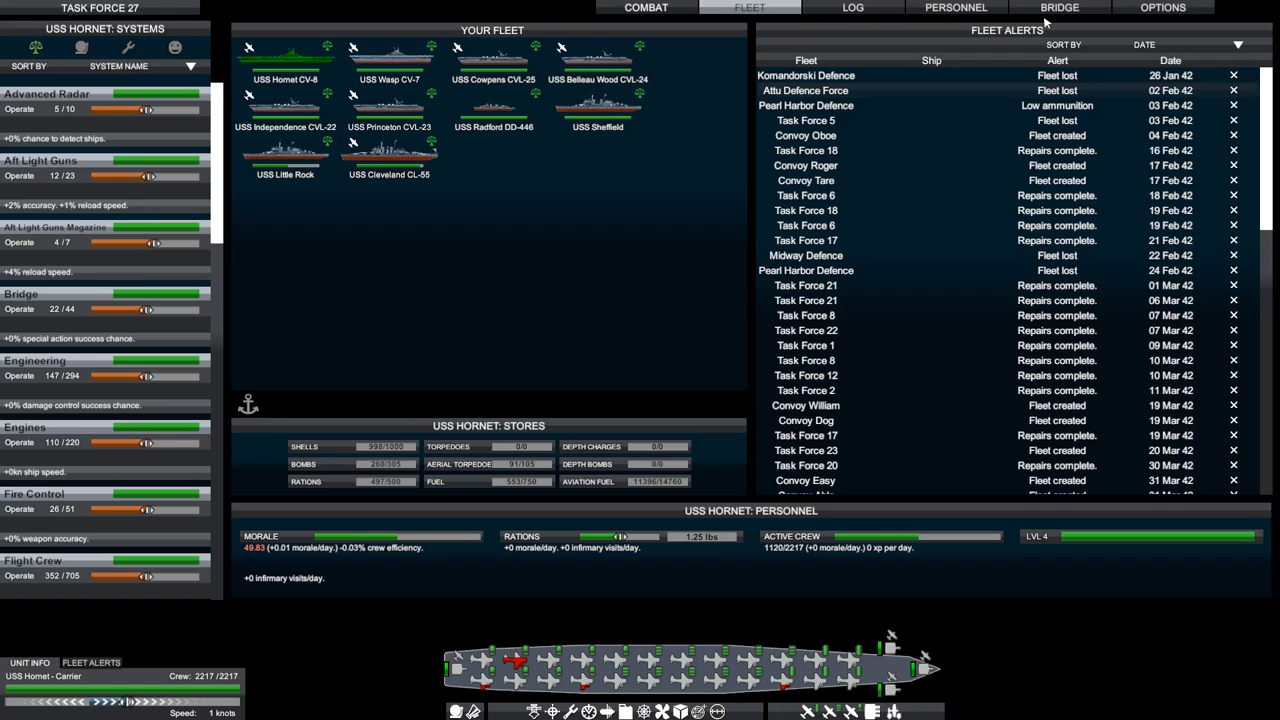 TASK FORCE 27
COMBAT FLEET LOG PERSONNEL BRIDGE OPTIONS
USS HORNET: SYSTEMS
SORT BY SYSTEM NAME
Advanced Radar
Operate 5 / 10
+0% chance to detect ships.
Aft Light Guns
Operate 12 / 23
+2% accuracy. +1% reload speed.
Aft Light Guns Magazine
Operate 4 / 7
+4% reload speed.
Bridge
Operate 22 / 44
+0% special action success chance.
Engineering
Operate 147 / 294
+0% damage control success chance.
Engines
Operate 110 / 220
+0kn ship speed.
Fire Control
Operate 26 / 51
+0% weapon accuracy.
Flight Crew
Operate 352 / 705
YOUR FLEET
USS Hornet CV-8 USS Wasp CV-7 USS Cowpens CVL-25 USS Belleau Wood CVL-24
USS Independence CVL-22 USS Princeton CVL-23 USS Radford DD-446 USS Sheffield
USS Little Rock USS Cleveland CL-55
USS HORNET: STORES
SHELLS 998/1000 TORPEDOES 0/0 DEPTH CHARGES 0/0
BOMBS 260/305 AERIAL TORPEDOE 91/105 DEPTH BOMBS 0/0
RATIONS 497/500 FUEL 553/750 AVIATION FUEL 11396/14760
FLEET ALERTS
SORT BY DATE
Fleet Ship Alert Date
Komandorski Defence Fleet lost 26 Jan 42
Attu Defence Force Fleet lost 02 Feb 42
Pearl Harbor Defence Low ammunition 03 Feb 42
Task Force 5 Fleet lost 03 Feb 42
Convoy Oboe Fleet created 04 Feb 42
Task Force 18 Repairs complete. 16 Feb 42
Convoy Roger Fleet created 17 Feb 42
Convoy Tare Fleet created 17 Feb 42
Task Force 6 Repairs complete. 18 Feb 42
Task Force 18 Repairs complete. 19 Feb 42
Task Force 6 Repairs complete. 19 Feb 42
Task Force 17 Repairs complete. 21 Feb 42
Midway Defence Fleet lost 22 Feb 42
Pearl Harbor Defence Fleet lost 24 Feb 42
Task Force 21 Repairs complete. 01 Mar 42
Task Force 21 Repairs complete. 06 Mar 42
Task Force 8 Repairs complete. 07 Mar 42
Task Force 22 Repairs complete. 07 Mar 42
Task Force 1 Repairs complete. 09 Mar 42
Task Force 8 Repairs complete. 10 Mar 42
Task Force 12 Repairs complete. 10 Mar 42
Task Force 2 Repairs complete. 11 Mar 42
Convoy William Fleet created 19 Mar 42
Convoy Dog Fleet created 19 Mar 42
Task Force 17 Repairs complete. 19 Mar 42
Task Force 23 Fleet created 20 Mar 42
Task Force 20 Repairs complete. 30 Mar 42
Convoy Easy Fleet created 31 Mar 42
USS HORNET: PERSONNEL
MORALE RATIONS 1.25 lbs ACTIVE CREW LVL 4
49.83 (+0.01 morale/day.) -0.03% crew efficiency. +0 morale/day. +0 infirmary visits/day. 1120/2217 (+0 morale/day.) 0 xp per day.
+0 infirmary visits/day.
UNIT INFO FLEET ALERTS
USS Hornet - Carrier Crew: 2217 /2217
Speed: 1 knots